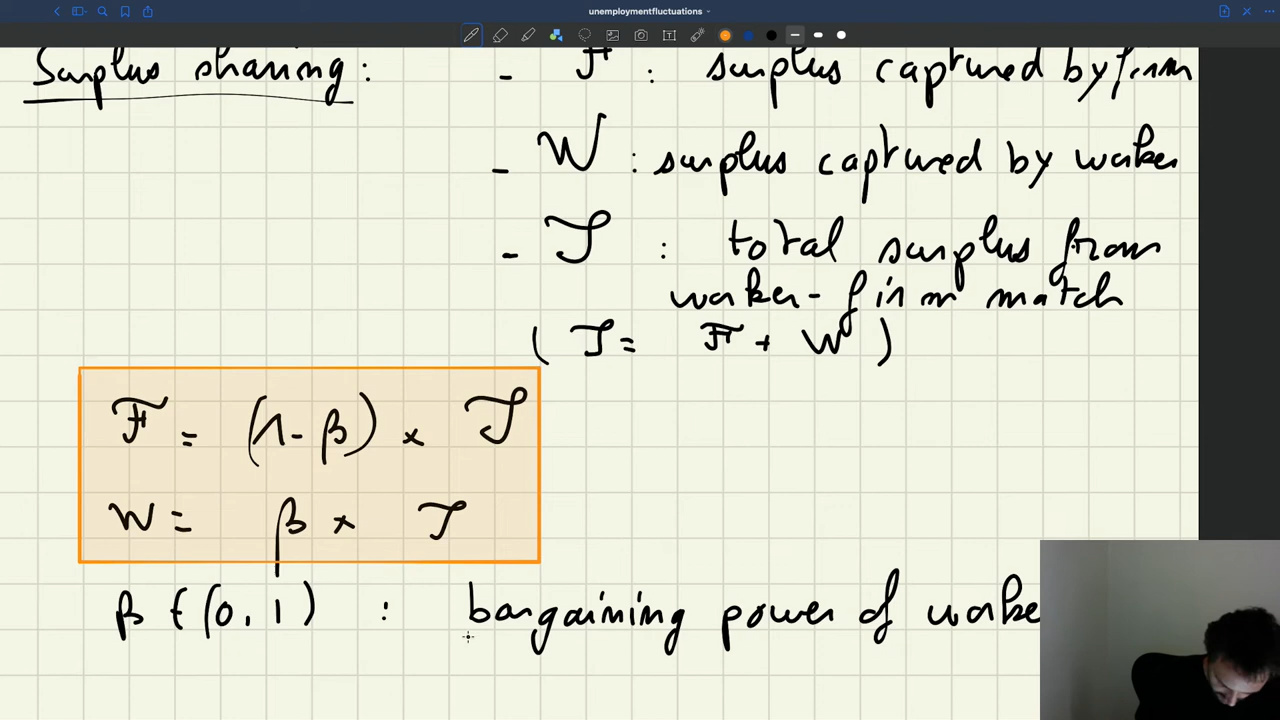 unemploymentfluctuations
Surplus sharing: - F : surplus captured by firm
- W : surplus captured by worker
- T : total surplus from
worker-firm match
( T = F + W )
F = (1-β) × T
W = β × T
β ∈ (0,1) : bargaining power of worke